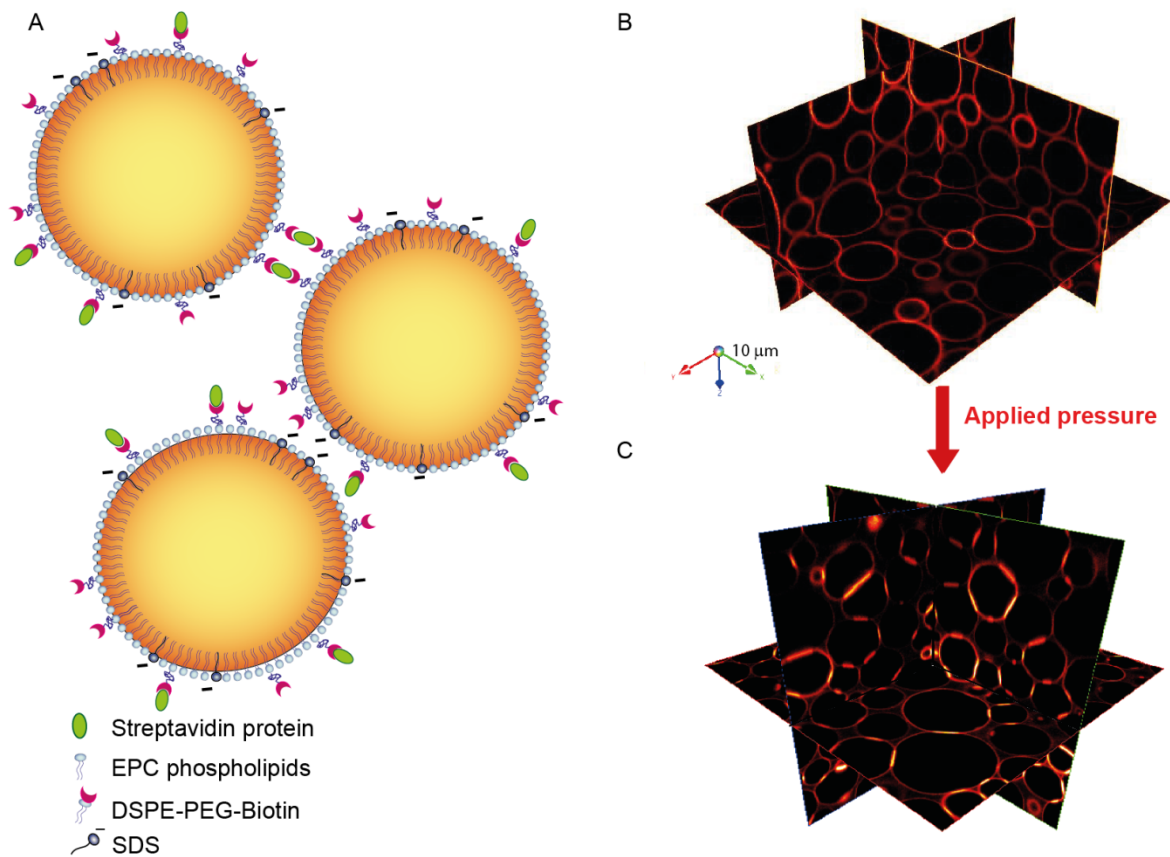 A
B
10 μm
Y
X
Z
Applied pressure
C
Streptavidin protein
EPC phospholipids
DSPE-PEG-Biotin
SDS